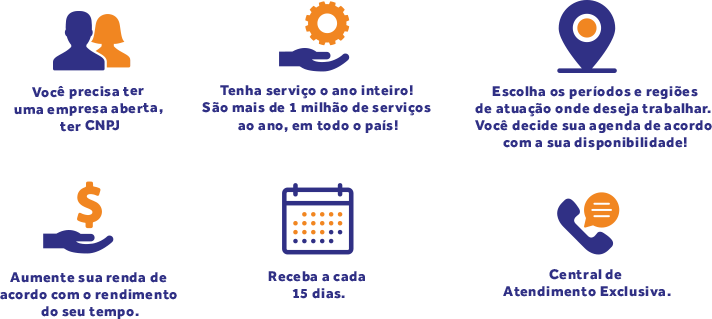 Você precisa ter
uma empresa aberta,
ter CNPJ
Tenha serviço o ano inteiro!
São mais de 1 milhão de serviços
ao ano, em todo o país!
Escolha os períodos e regiões
de atuação onde deseja trabalhar.
Você decide sua agenda de acordo
com a sua disponibilidade!
Aumente sua renda de
acordo com o rendimento
do seu tempo.
Receba a cada
15 dias.
Central de
Atendimento Exclusiva.